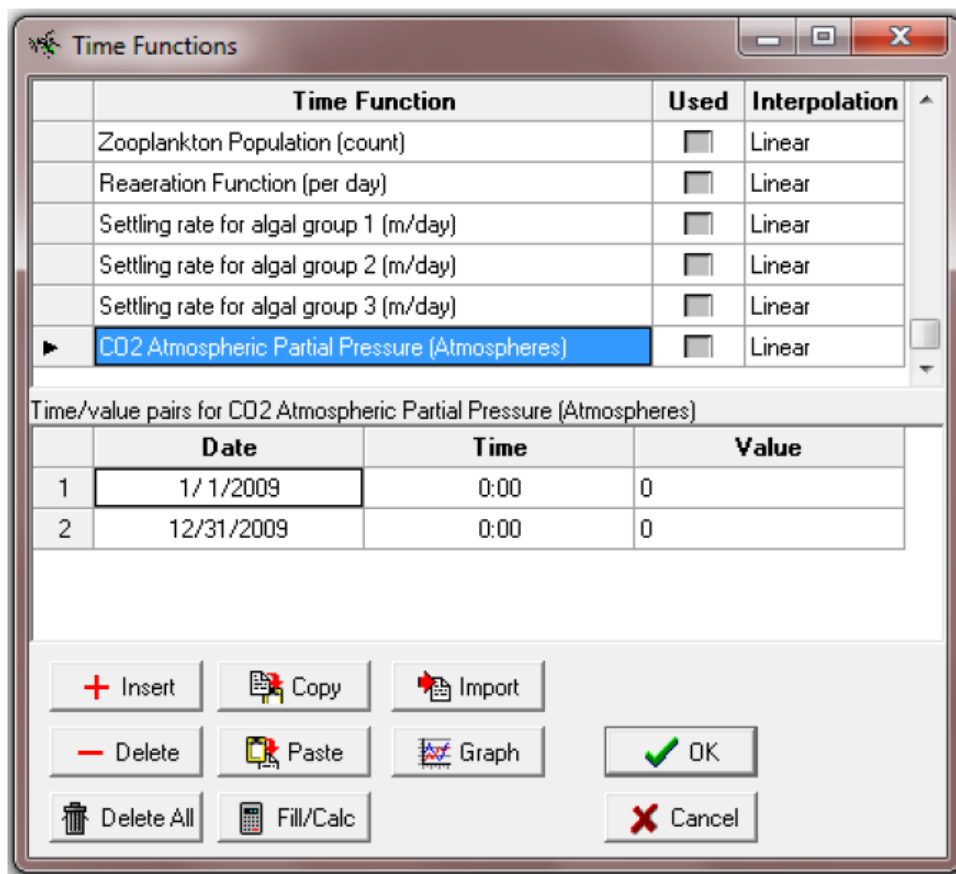 Time Functions
Time Function Used Interpolation
Zooplankton Population (count) Linear
Reaeration Function (per day) Linear
Settling rate for algal group 1 (m/day) Linear
Settling rate for algal group 2 (m/day) Linear
Settling rate for algal group 3 (m/day) Linear
CO2 Atmospheric Partial Pressure (Atmospheres) Linear
Time/value pairs for CO2 Atmospheric Partial Pressure (Atmospheres)
Date Time Value
1 1/ 1/2009 0:00 0
2 12/31/2009 0:00 0
Insert Copy Import
Delete Paste Graph OK
Delete All Fill/Calc Cancel